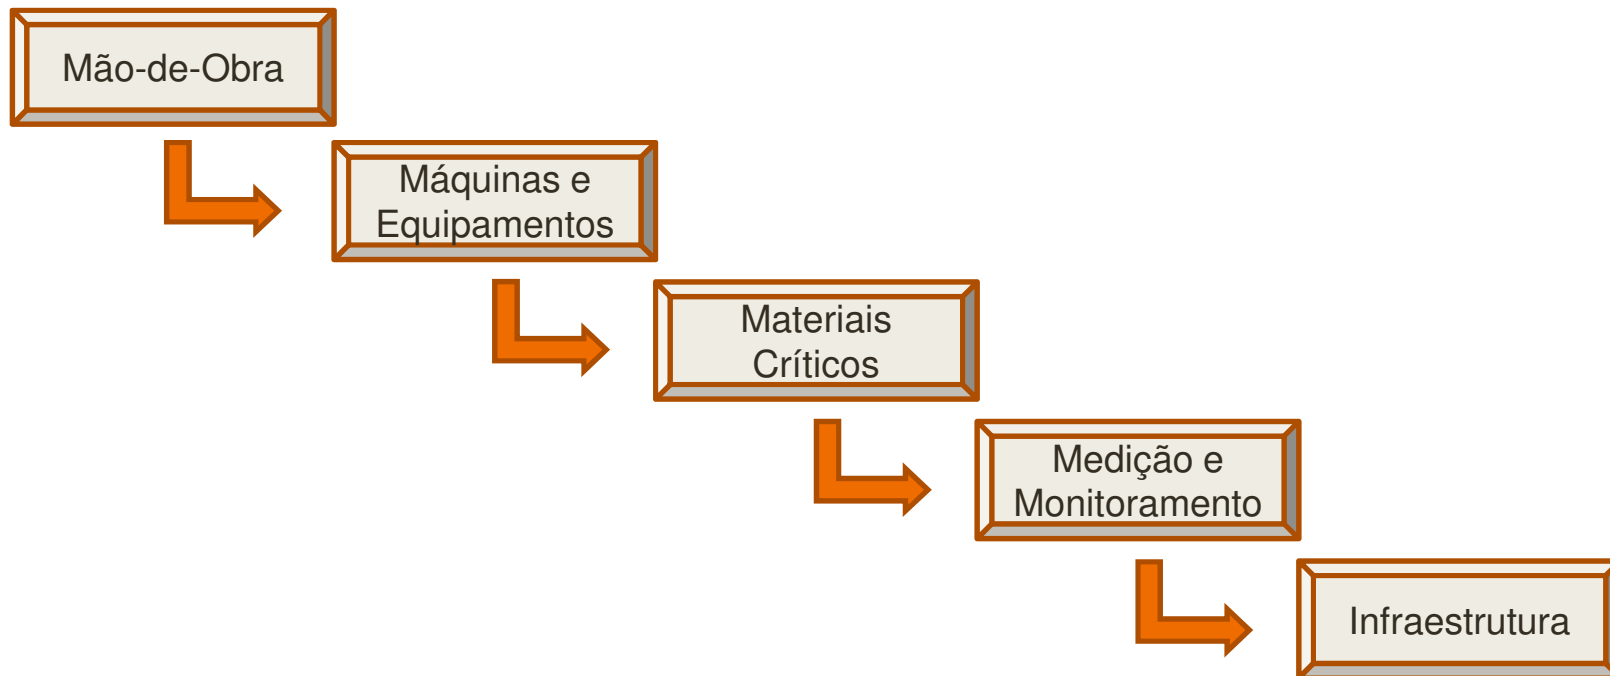 Mão-de-Obra
Máquinas e
Equipamentos
Materiais
Críticos
Medição e
Monitoramento
Infraestrutura